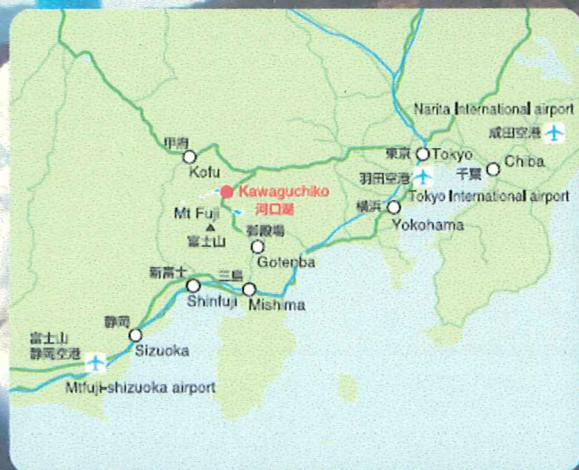 Narita International airport
成田空港
甲府
Kofu
東京
Tokyo
Chiba
千葉
羽田空港
Tokyo International airport
Kawaguchiko
河口湖
横浜
Yokohama
Mt Fuji
富士山
御殿場
Gotenba
新富士
三島
Shinfuji
Mishima
静岡
Sizuoka
富士山
静岡空港
Mtfuji-shizuoka airport